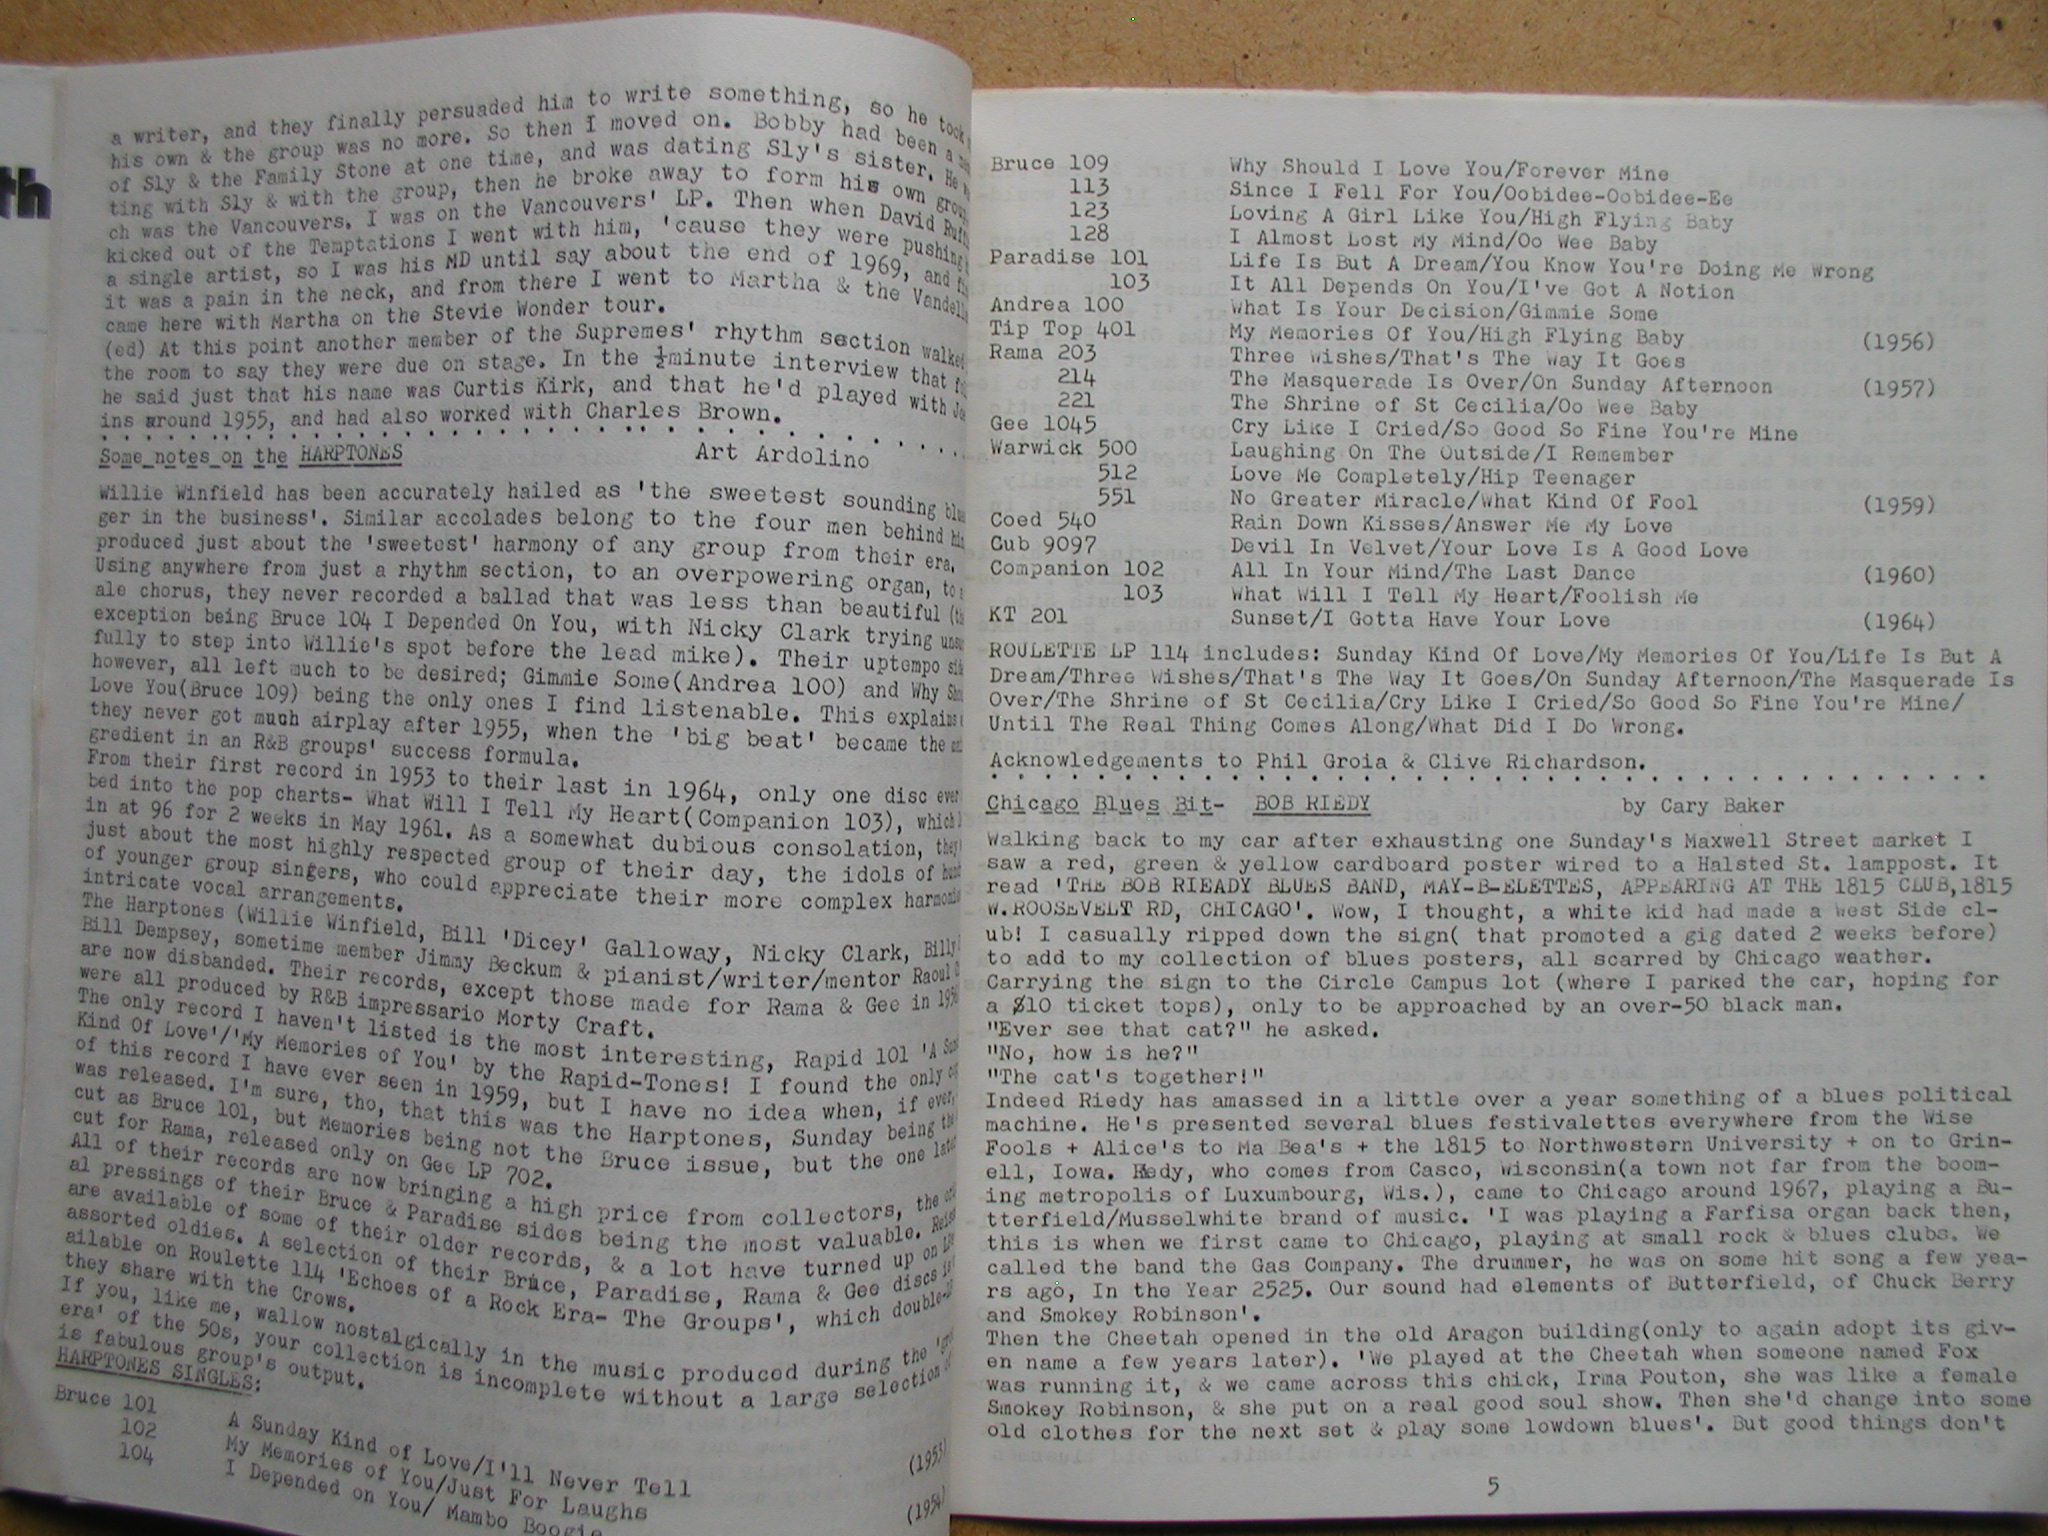 th
a writer, and they finally persuaded him to write something, so he took
his own & the group was no more. So then I moved on. Bobby had been a
of Sly & the Family Stone at one time, and was dating Sly's sister. He
ting with Sly & with the group, then he broke away to form his own group
ch was the Vancouvers. I was on the Vancouvers' LP. Then when David
kicked out of the Temptations I went with him, 'cause they were pushing
a single artist, so I was his MD until say about the end of 1969, and
it was a pain in the neck, and from there I went to Martha & the
came here with Martha on the Stevie Wonder tour.
(ed) At this point another member of the Supremes' rhythm section walked
the room to say they were due on stage. In the ½minute interview that
he said just that his name was Curtis Kirk, and that he'd played with
ins around 1955, and had also worked with Charles Brown.
Some notes on the HARPTONES Art Ardolino
Willie Winfield has been accurately hailed as 'the sweetest sounding
ger in the business'. Similar accolades belong to the four men behind
produced just about the 'sweetest' harmony of any group from their era.
Using anywhere from just a rhythm section, to an overpowering organ, to
ale chorus, they never recorded a ballad that was less than beautiful
exception being Bruce 104 I Depended On You, with Nicky Clark trying
fully to step into Willie's spot before the lead mike). Their uptempo
however, all left much to be desired; Gimmie Some(Andrea 100) and Why
Love You(Bruce 109) being the only ones I find listenable. This explains
they never got much airplay after 1955, when the 'big beat' became the
gredient in an R&B groups' success formula.
From their first record in 1953 to their last in 1964, only one disc ever
bed into the pop charts- What Will I Tell My Heart(Companion 103), which
in at 96 for 2 weeks in May 1961. As a somewhat dubious consolation, they
just about the most highly respected group of their day, the idols of
of younger group singers, who could appreciate their more complex
intricate vocal arrangements.
The Harptones (Willie Winfield, Bill 'Dicey' Galloway, Nicky Clark, Billy
Bill Dempsey, sometime member Jimmy Beckum & pianist/writer/mentor Raoul
are now disbanded. Their records, except those made for Rama & Gee in
were all produced by R&B impressario Morty Craft.
The only record I haven't listed is the most interesting, Rapid 101 'A
Kind Of Love'/'My Memories of You' by the Rapid-Tones! I found the only
of this record I have ever seen in 1959, but I have no idea when, if ever,
was released. I'm sure, tho, that this was the Harptones, Sunday being the
cut as Bruce 101, but Memories being not the Bruce issue, but the one
cut for Rama, released only on Gee LP 702.
All of their records are now bringing a high price from collectors, the
al pressings of their Bruce & Paradise sides being the most valuable.
are available of some of their older records, & a lot have turned up on
assorted oldies. A selection of their Bruce, Paradise, Rama & Gee discs
ailable on Roulette 114 'Echoes of a Rock Era- The Groups', which
they share with the Crows.
If you, like me, wallow nostalgically in the music produced during the
era' of the 50s, your collection is incomplete without a large selection
is fabulous group's output.
HARPTONES SINGLES:
Bruce 101 A Sunday Kind of Love/I'll Never Tell (1953)
102 My Memories of You/Just For Laughs
104 I Depended on You/ Mambo Boogie (1954)
Bruce 109 Why Should I Love You/Forever Mine
113 Since I Fell For You/Oobidee-Oobidee-Ee
123 Loving A Girl Like You/High Flying Baby
128 I Almost Lost My Mind/Oo Wee Baby
Paradise 101 Life Is But A Dream/You Know You're Doing Me Wrong
103 It All Depends On You/I've Got A Notion
Andrea 100 What Is Your Decision/Gimmie Some
Tip Top 401 My Memories Of You/High Flying Baby (1956)
Rama 203 Three Wishes/That's The Way It Goes
214 The Masquerade Is Over/On Sunday Afternoon (1957)
221 The Shrine of St Cecilia/Oo Wee Baby
Gee 1045 Cry Like I Cried/So Good So Fine You're Mine
Warwick 500 Laughing On The Outside/I Remember
512 Love Me Completely/Hip Teenager
551 No Greater Miracle/What Kind Of Fool (1959)
Coed 540 Rain Down Kisses/Answer Me My Love
Cub 9097 Devil In Velvet/Your Love Is A Good Love
Companion 102 All In Your Mind/The Last Dance (1960)
103 What Will I Tell My Heart/Foolish Me
KT 201 Sunset/I Gotta Have Your Love (1964)
ROULETTE LP 114 includes: Sunday Kind Of Love/My Memories Of You/Life Is But A
Dream/Three Wishes/That's The Way It Goes/On Sunday Afternoon/The Masquerade Is
Over/The Shrine of St Cecilia/Cry Like I Cried/So Good So Fine You're Mine/
Until The Real Thing Comes Along/What Did I Do Wrong.
Acknowledgements to Phil Groia & Clive Richardson.
Chicago Blues Bit- BOB RIEDY by Cary Baker
Walking back to my car after exhausting one Sunday's Maxwell Street market I
saw a red, green & yellow cardboard poster wired to a Halsted St. lamppost. It
read 'THE BOB RIEADY BLUES BAND, MAY-B-ELETTES, APPEARING AT THE 1815 CLUB,1815
W.ROOSEVELT RD, CHICAGO'. Wow, I thought, a white kid had made a West Side cl-
ub! I casually ripped down the sign( that promoted a gig dated 2 weeks before)
to add to my collection of blues posters, all scarred by Chicago weather.
Carrying the sign to the Circle Campus lot (where I parked the car, hoping for
a $10 ticket tops), only to be approached by an over-50 black man.
"Ever see that cat?" he asked.
"No, how is he?"
"The cat's together!"
Indeed Riedy has amassed in a little over a year something of a blues political
machine. He's presented several blues festivalettes everywhere from the Wise
Fools + Alice's to Ma Bea's + the 1815 to Northwestern University + on to Grin-
ell, Iowa. Riedy, who comes from Casco, Wisconsin(a town not far from the boom-
ing metropolis of Luxumbourg, Wis.), came to Chicago around 1967, playing a Bu-
tterfield/Musselwhite brand of music. 'I was playing a Farfisa organ back then,
this is when we first came to Chicago, playing at small rock & blues clubs. We
called the band the Gas Company. The drummer, he was on some hit song a few yea-
rs ago, In the Year 2525. Our sound had elements of Butterfield, of Chuck Berry
and Smokey Robinson'.
Then the Cheetah opened in the old Aragon building(only to again adopt its giv-
en name a few years later). 'We played at the Cheetah when someone named Fox
was running it, & we came across this chick, Irma Pouton, she was like a female
Smokey Robinson, & she put on a real good soul show. Then she'd change into some
old clothes for the next set & play some lowdown blues'. But good things don't
5